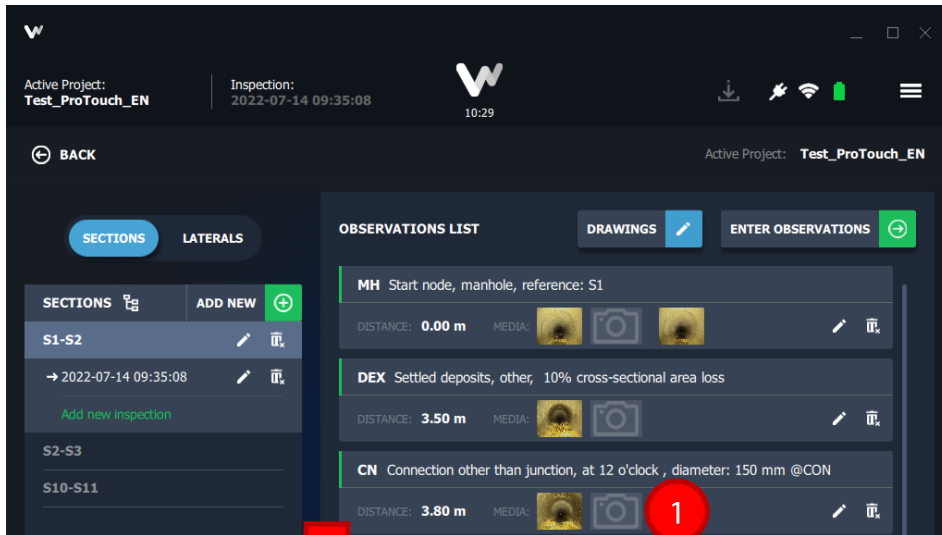 Active Project:
Test_ProTouch_EN
Inspection:
2022-07-14 09:35:08
10:29
BACK
Active Project: Test_ProTouch_EN
SECTIONS
LATERALS
SECTIONS
ADD NEW
S1-S2
→ 2022-07-14 09:35:08
Add new inspection
S2-S3
S10-S11
OBSERVATIONS LIST
DRAWINGS
ENTER OBSERVATIONS
MH Start node, manhole, reference: S1
DISTANCE: 0.00 m MEDIA:
DEX Settled deposits, other, 10% cross-sectional area loss
DISTANCE: 3.50 m MEDIA:
CN Connection other than junction, at 12 o'clock , diameter: 150 mm @CON
DISTANCE: 3.80 m MEDIA:
1